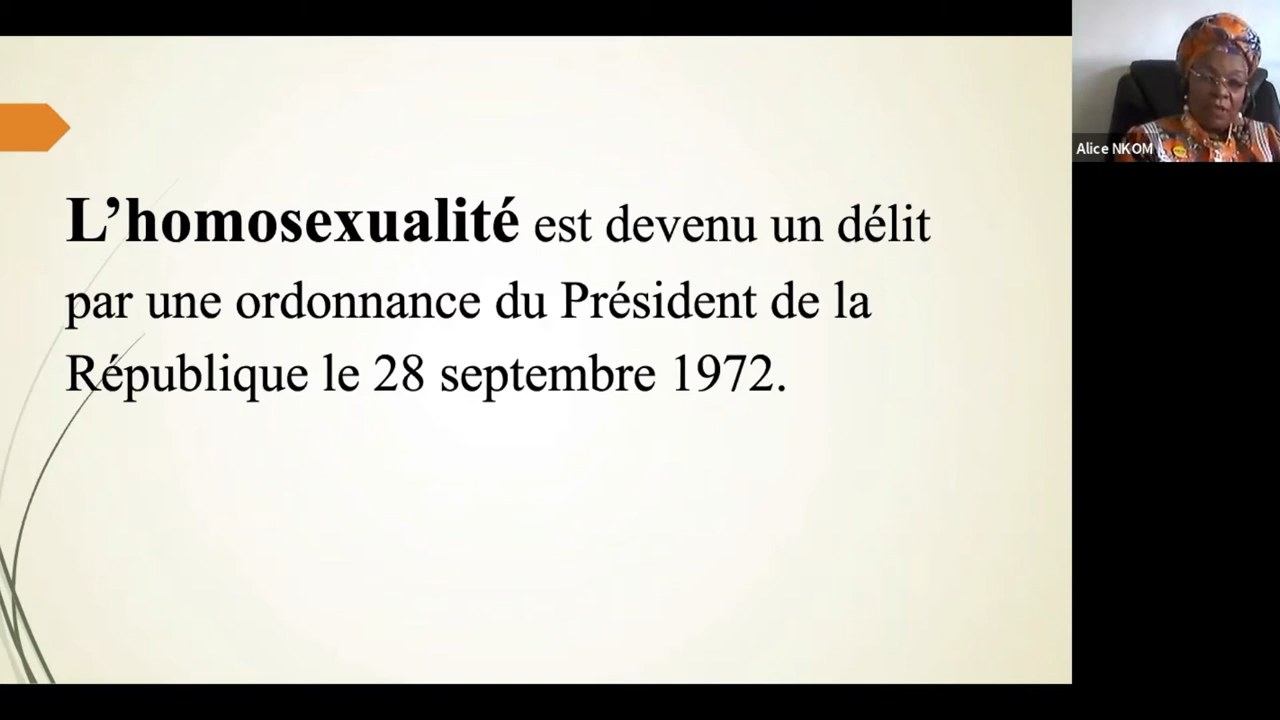 L’homosexualité est devenu un délit
par une ordonnance du Président de la
République le 28 septembre 1972.
Alice NKOM